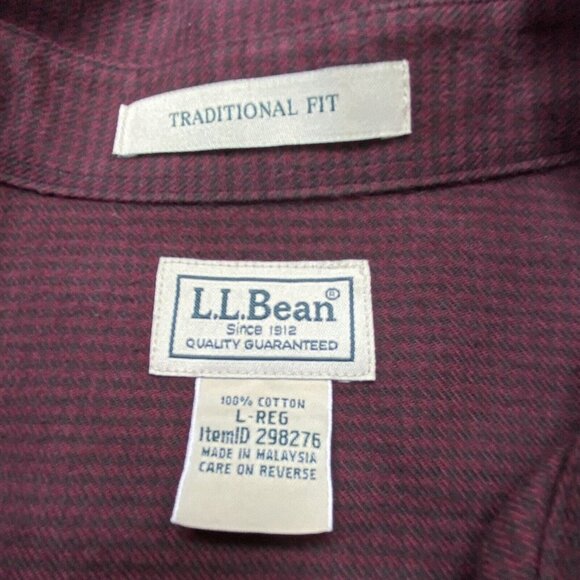 TRADITIONAL FIT
L.L.Bean®
Since 1912
QUALITY GUARANTEED
100% COTTON
L-REG
ItemID 298276
MADE IN MALAYSIA
CARE ON REVERSE